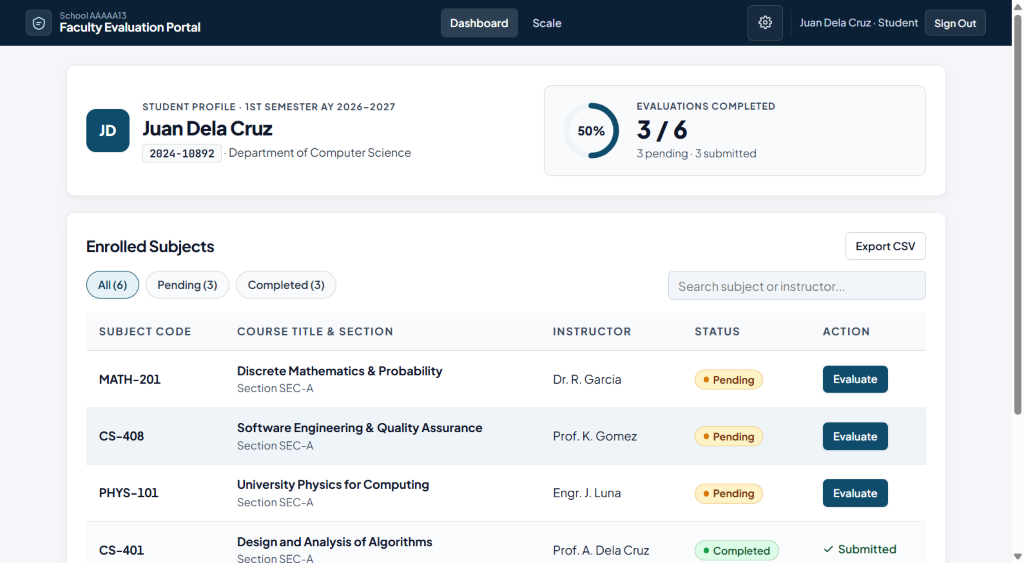 School AAAAA13
Faculty Evaluation Portal
Dashboard
Scale
Juan Dela Cruz · Student
Sign Out
JD
STUDENT PROFILE · 1ST SEMESTER AY 2026–2027
Juan Dela Cruz
2024-10892 · Department of Computer Science
50%
EVALUATIONS COMPLETED
3 / 6
3 pending · 3 submitted
Enrolled Subjects
Export CSV
All (6)
Pending (3)
Completed (3)
Search subject or instructor...
SUBJECT CODE
COURSE TITLE & SECTION
INSTRUCTOR
STATUS
ACTION
MATH-201
Discrete Mathematics & Probability
Section SEC-A
Dr. R. Garcia
Pending
Evaluate
CS-408
Software Engineering & Quality Assurance
Section SEC-A
Prof. K. Gomez
Pending
Evaluate
PHYS-101
University Physics for Computing
Section SEC-A
Engr. J. Luna
Pending
Evaluate
CS-401
Design and Analysis of Algorithms
Section SEC-A
Prof. A. Dela Cruz
Completed
✓ Submitted